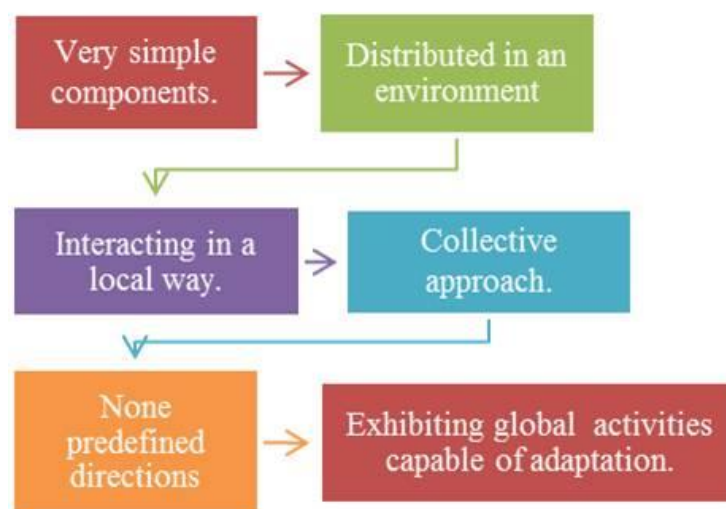 Very simple
components.
Distributed in an
environment
Interacting in a
local way.
Collective
approach.
None
predefined
directions
Exhibiting global activities
capable of adaptation.